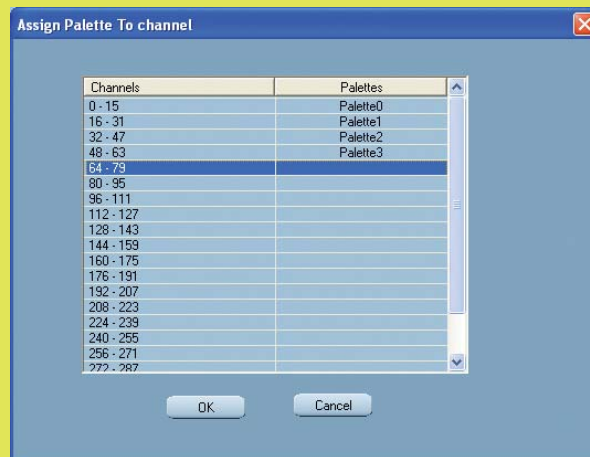 Assign Palette To channel
Channels Palettes
0 - 15 Palette0
16 - 31 Palette1
32 - 47 Palette2
48 - 63 Palette3
64 - 79
80 - 95
96 - 111
112 - 127
128 - 143
144 - 159
160 - 175
176 - 191
192 - 207
208 - 223
224 - 239
240 - 255
256 - 271
272 - 287
OK Cancel